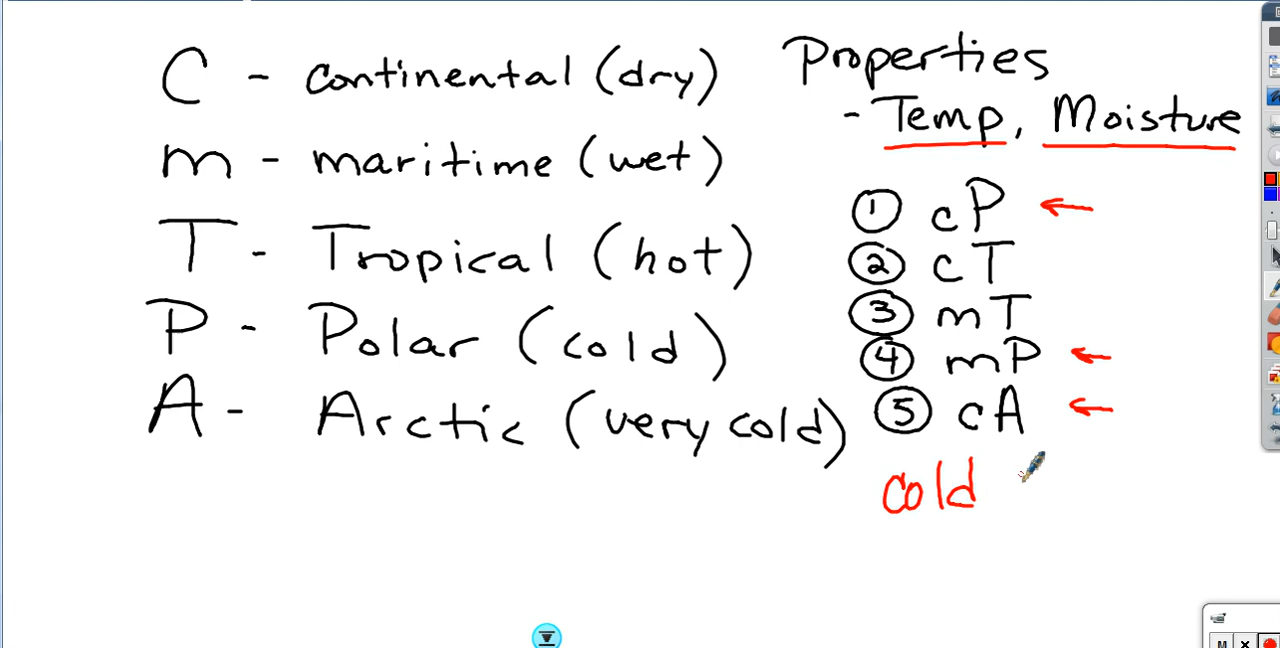 C - continental (dry)
m - maritime (wet)
T - Tropical (hot)
P - Polar (cold)
A - Arctic (very cold)
Properties
- Temp, Moisture
① cP ←
② cT
③ mT
④ mP ←
⑤ cA ←
cold
M X